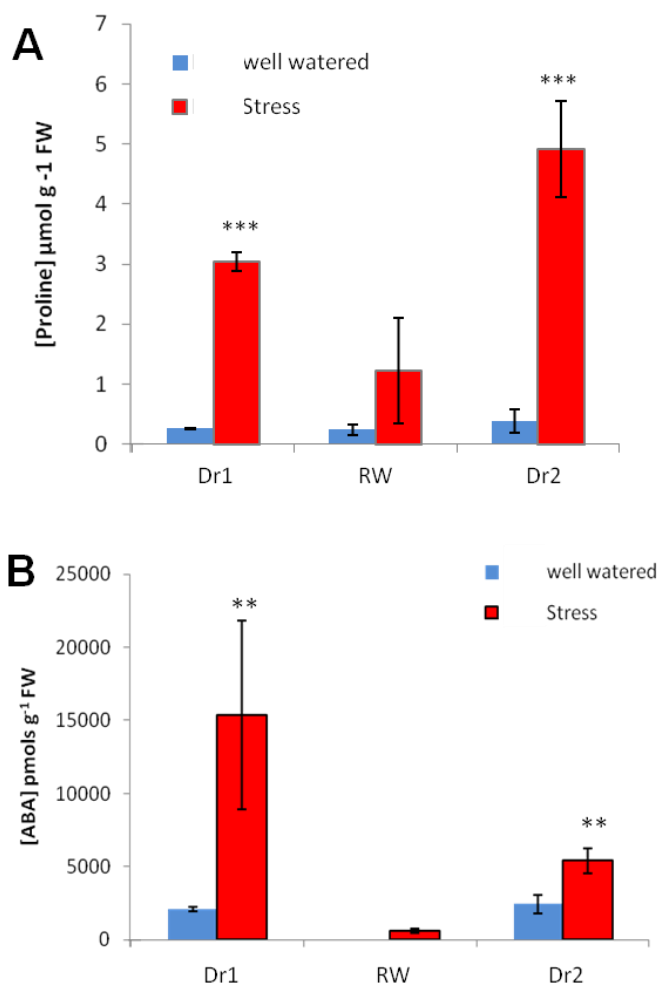 A
7
6
5
4
3
2
1
0
[Proline] µmol g -1 FW
well watered
Stress
***
***
Dr1 RW Dr2
B
25000
20000
15000
10000
5000
0
[ABA] pmols g⁻¹ FW
well watered
Stress
**
**
Dr1 RW Dr2